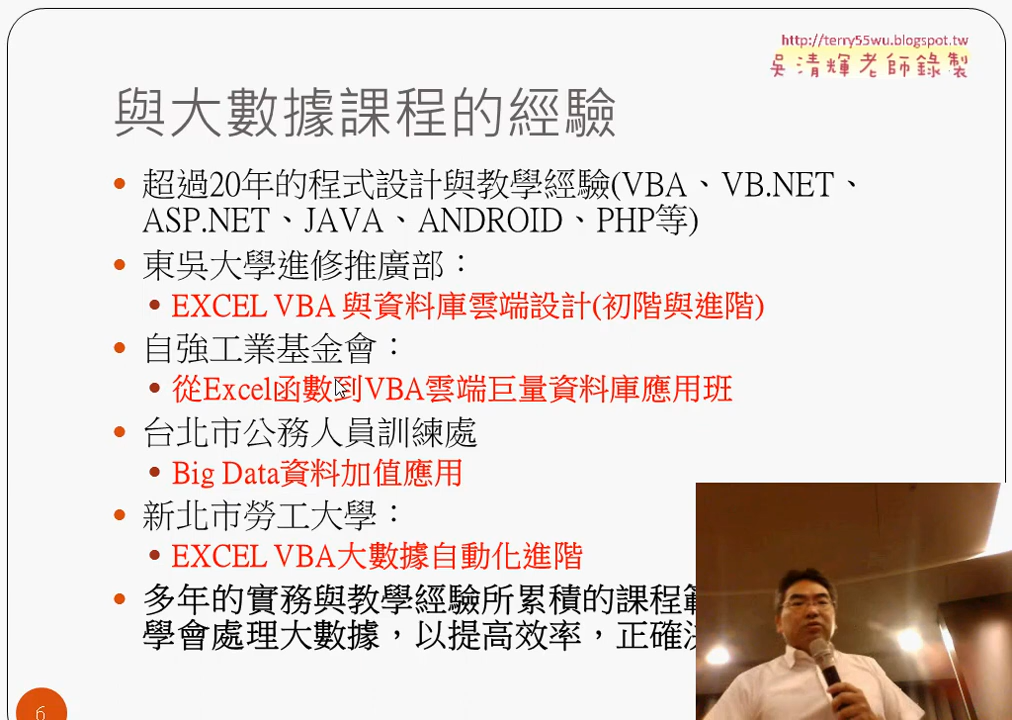 http://terry55wu.blogspot.tw
吳清輝老師錄製
與大數據課程的經驗
超過20年的程式設計與教學經驗(VBA、VB.NET、
ASP.NET、JAVA、ANDROID、PHP等)
東吳大學進修推廣部：
EXCEL VBA 與資料庫雲端設計(初階與進階)
自強工業基金會：
從Excel函數到VBA雲端巨量資料庫應用班
台北市公務人員訓練處
Big Data資料加值應用
新北市勞工大學：
EXCEL VBA大數據自動化進階
多年的實務與教學經驗所累積的課程
學會處理大數據，以提高效率，正確
6